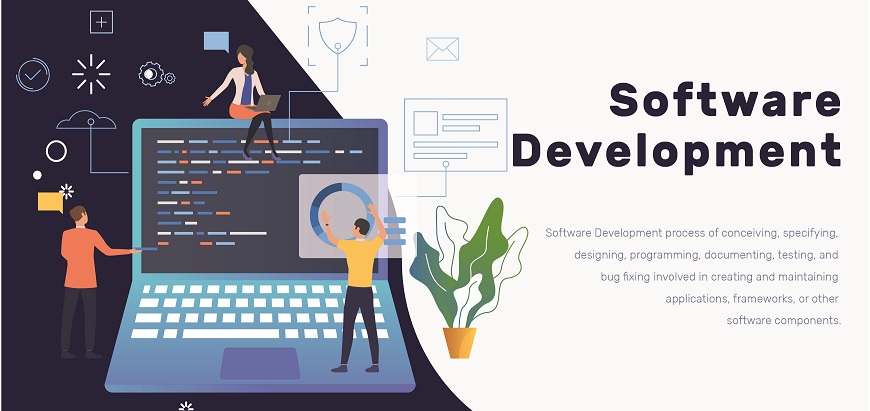 Software
Development
Software Development process of conceiving, specifying,
designing, programming, documenting, testing, and
bug fixing involved in creating and maintaining
applications, frameworks, or other
software components.